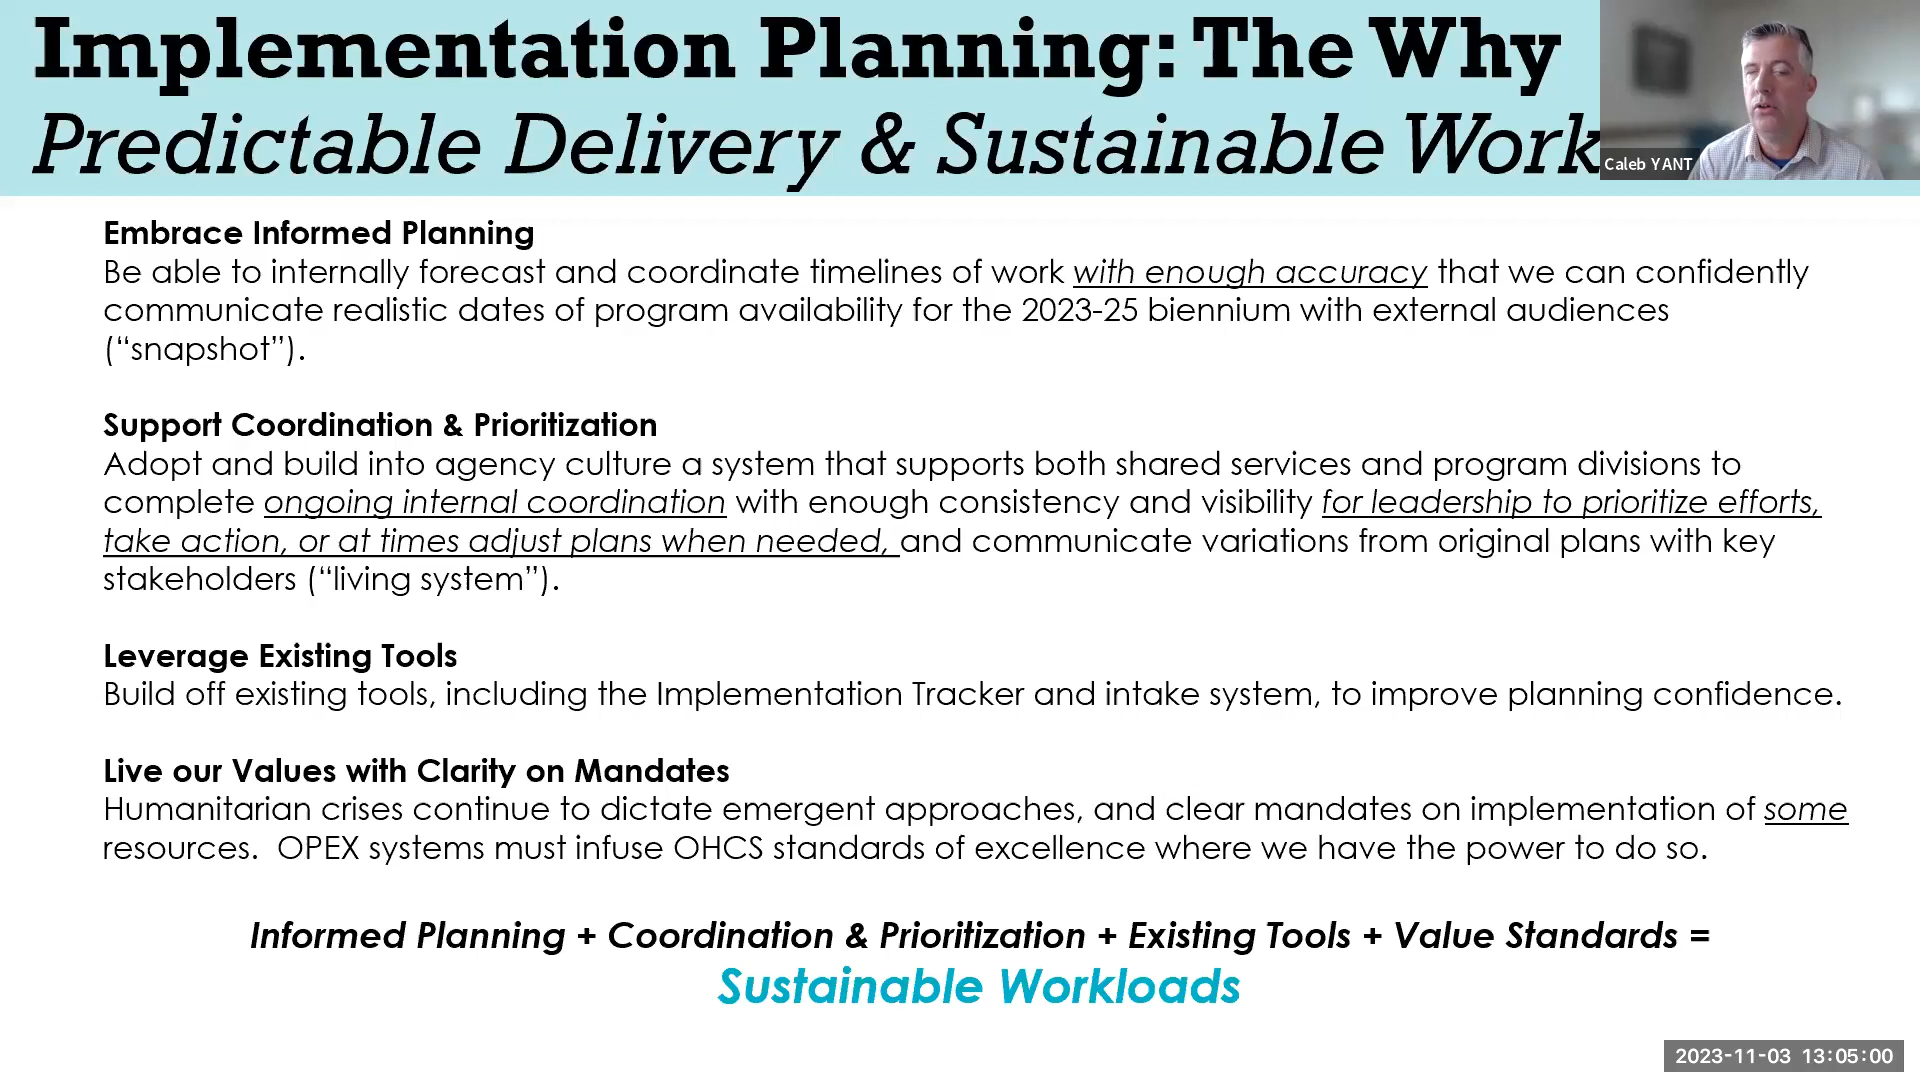 Implementation Planning: The Why
Predictable Delivery & Sustainable Work
Caleb YANT
Embrace Informed Planning
Be able to internally forecast and coordinate timelines of work with enough accuracy that we can confidently
communicate realistic dates of program availability for the 2023-25 biennium with external audiences
(“snapshot”).
Support Coordination & Prioritization
Adopt and build into agency culture a system that supports both shared services and program divisions to
complete ongoing internal coordination with enough consistency and visibility for leadership to prioritize efforts,
take action, or at times adjust plans when needed, and communicate variations from original plans with key
stakeholders (“living system”).
Leverage Existing Tools
Build off existing tools, including the Implementation Tracker and intake system, to improve planning confidence.
Live our Values with Clarity on Mandates
Humanitarian crises continue to dictate emergent approaches, and clear mandates on implementation of some
resources.  OPEX systems must infuse OHCS standards of excellence where we have the power to do so.
Informed Planning + Coordination & Prioritization + Existing Tools + Value Standards =
Sustainable Workloads
2023-11-03 13:05:00